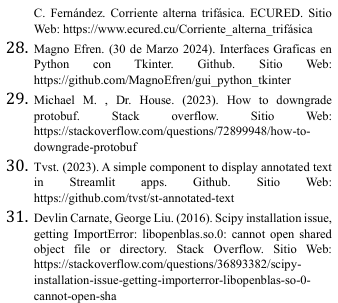 C. Fernández. Corriente alterna trifásica. ECURED. Sitio
Web: https://www.ecured.cu/Corriente_alterna_trifásica
28. Magno Efren. (30 de Marzo 2024). Interfaces Graficas en
Python con Tkinter. Github. Sitio Web:
https://github.com/MagnoEfren/gui_python_tkinter
29. Michael M. , Dr. House. (2023). How to downgrade
protobuf. Stack overflow. Sitio Web:
https://stackoverflow.com/questions/72899948/how-to-
downgrade-protobuf
30. Tvst. (2023). A simple component to display annotated text
in Streamlit apps. Github. Sitio Web:
https://github.com/tvst/st-annotated-text
31. Devlin Carnate, George Liu. (2016). Scipy installation issue,
getting ImportError: libopenblas.so.0: cannot open shared
object file or directory. Stack Overflow. Sitio Web:
https://stackoverflow.com/questions/36893382/scipy-
installation-issue-getting-importerror-libopenblas-so-0-
cannot-open-sha